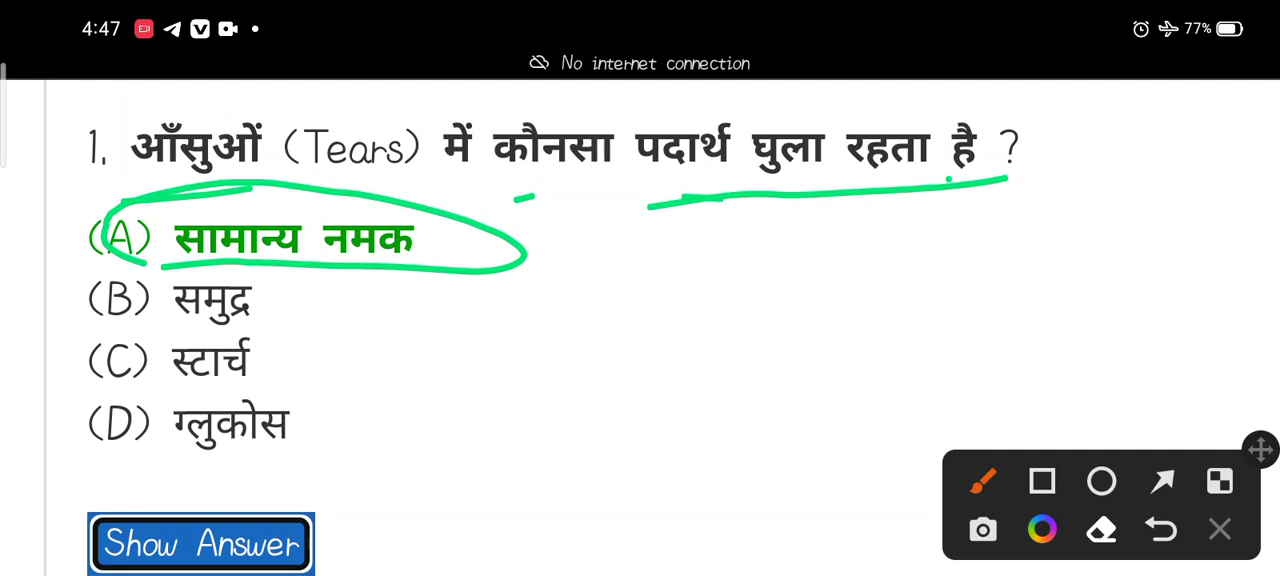 4:47
77%
No internet connection
1. आँसुओं (Tears) में कौनसा पदार्थ घुला रहता है ?
(A) सामान्य नमक
(B) समुद्र
(C) स्टार्च
(D) ग्लुकोस
Show Answer